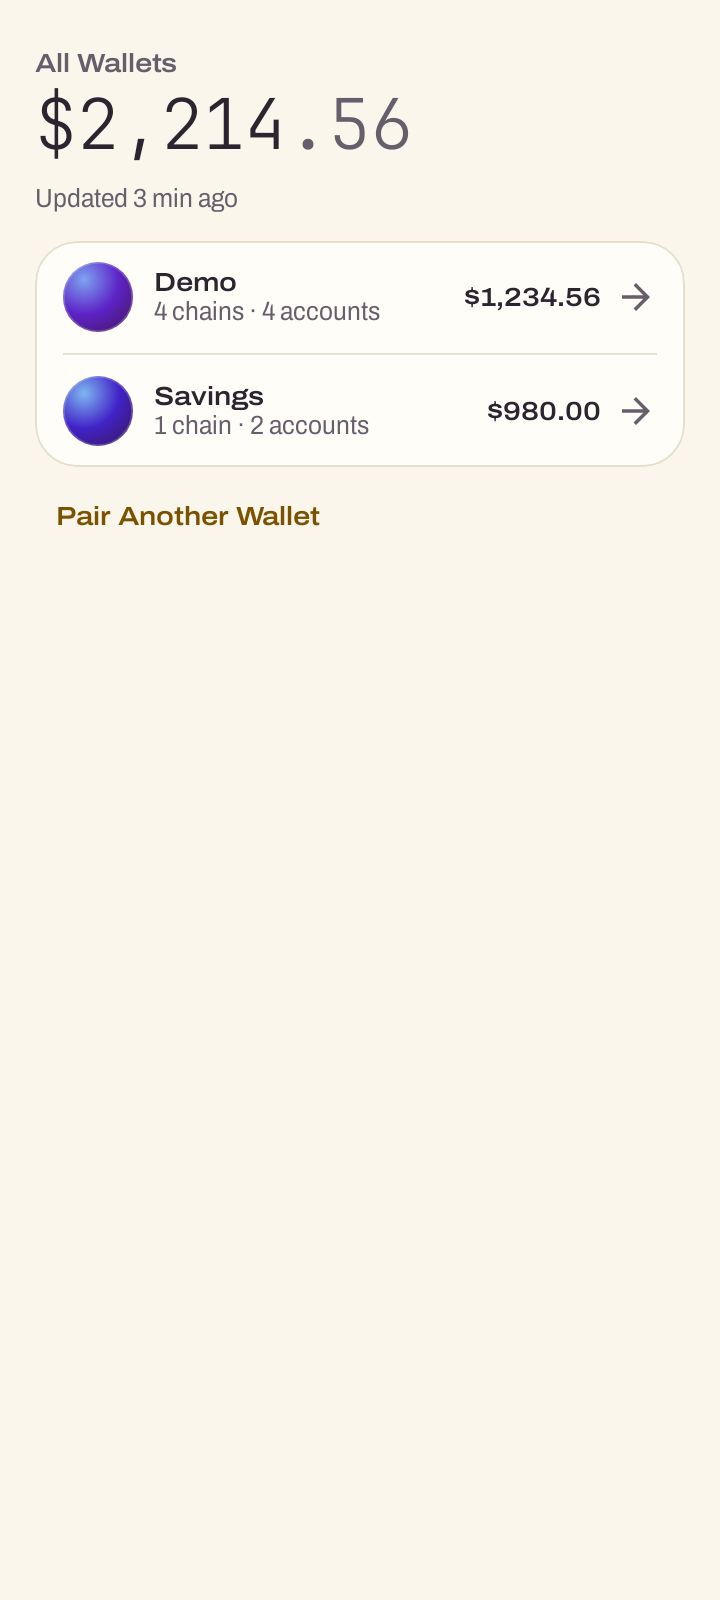 All Wallets
$2,214.56
Updated 3 min ago
Demo
4 chains · 4 accounts
$1,234.56
Savings
1 chain · 2 accounts
$980.00
Pair Another Wallet